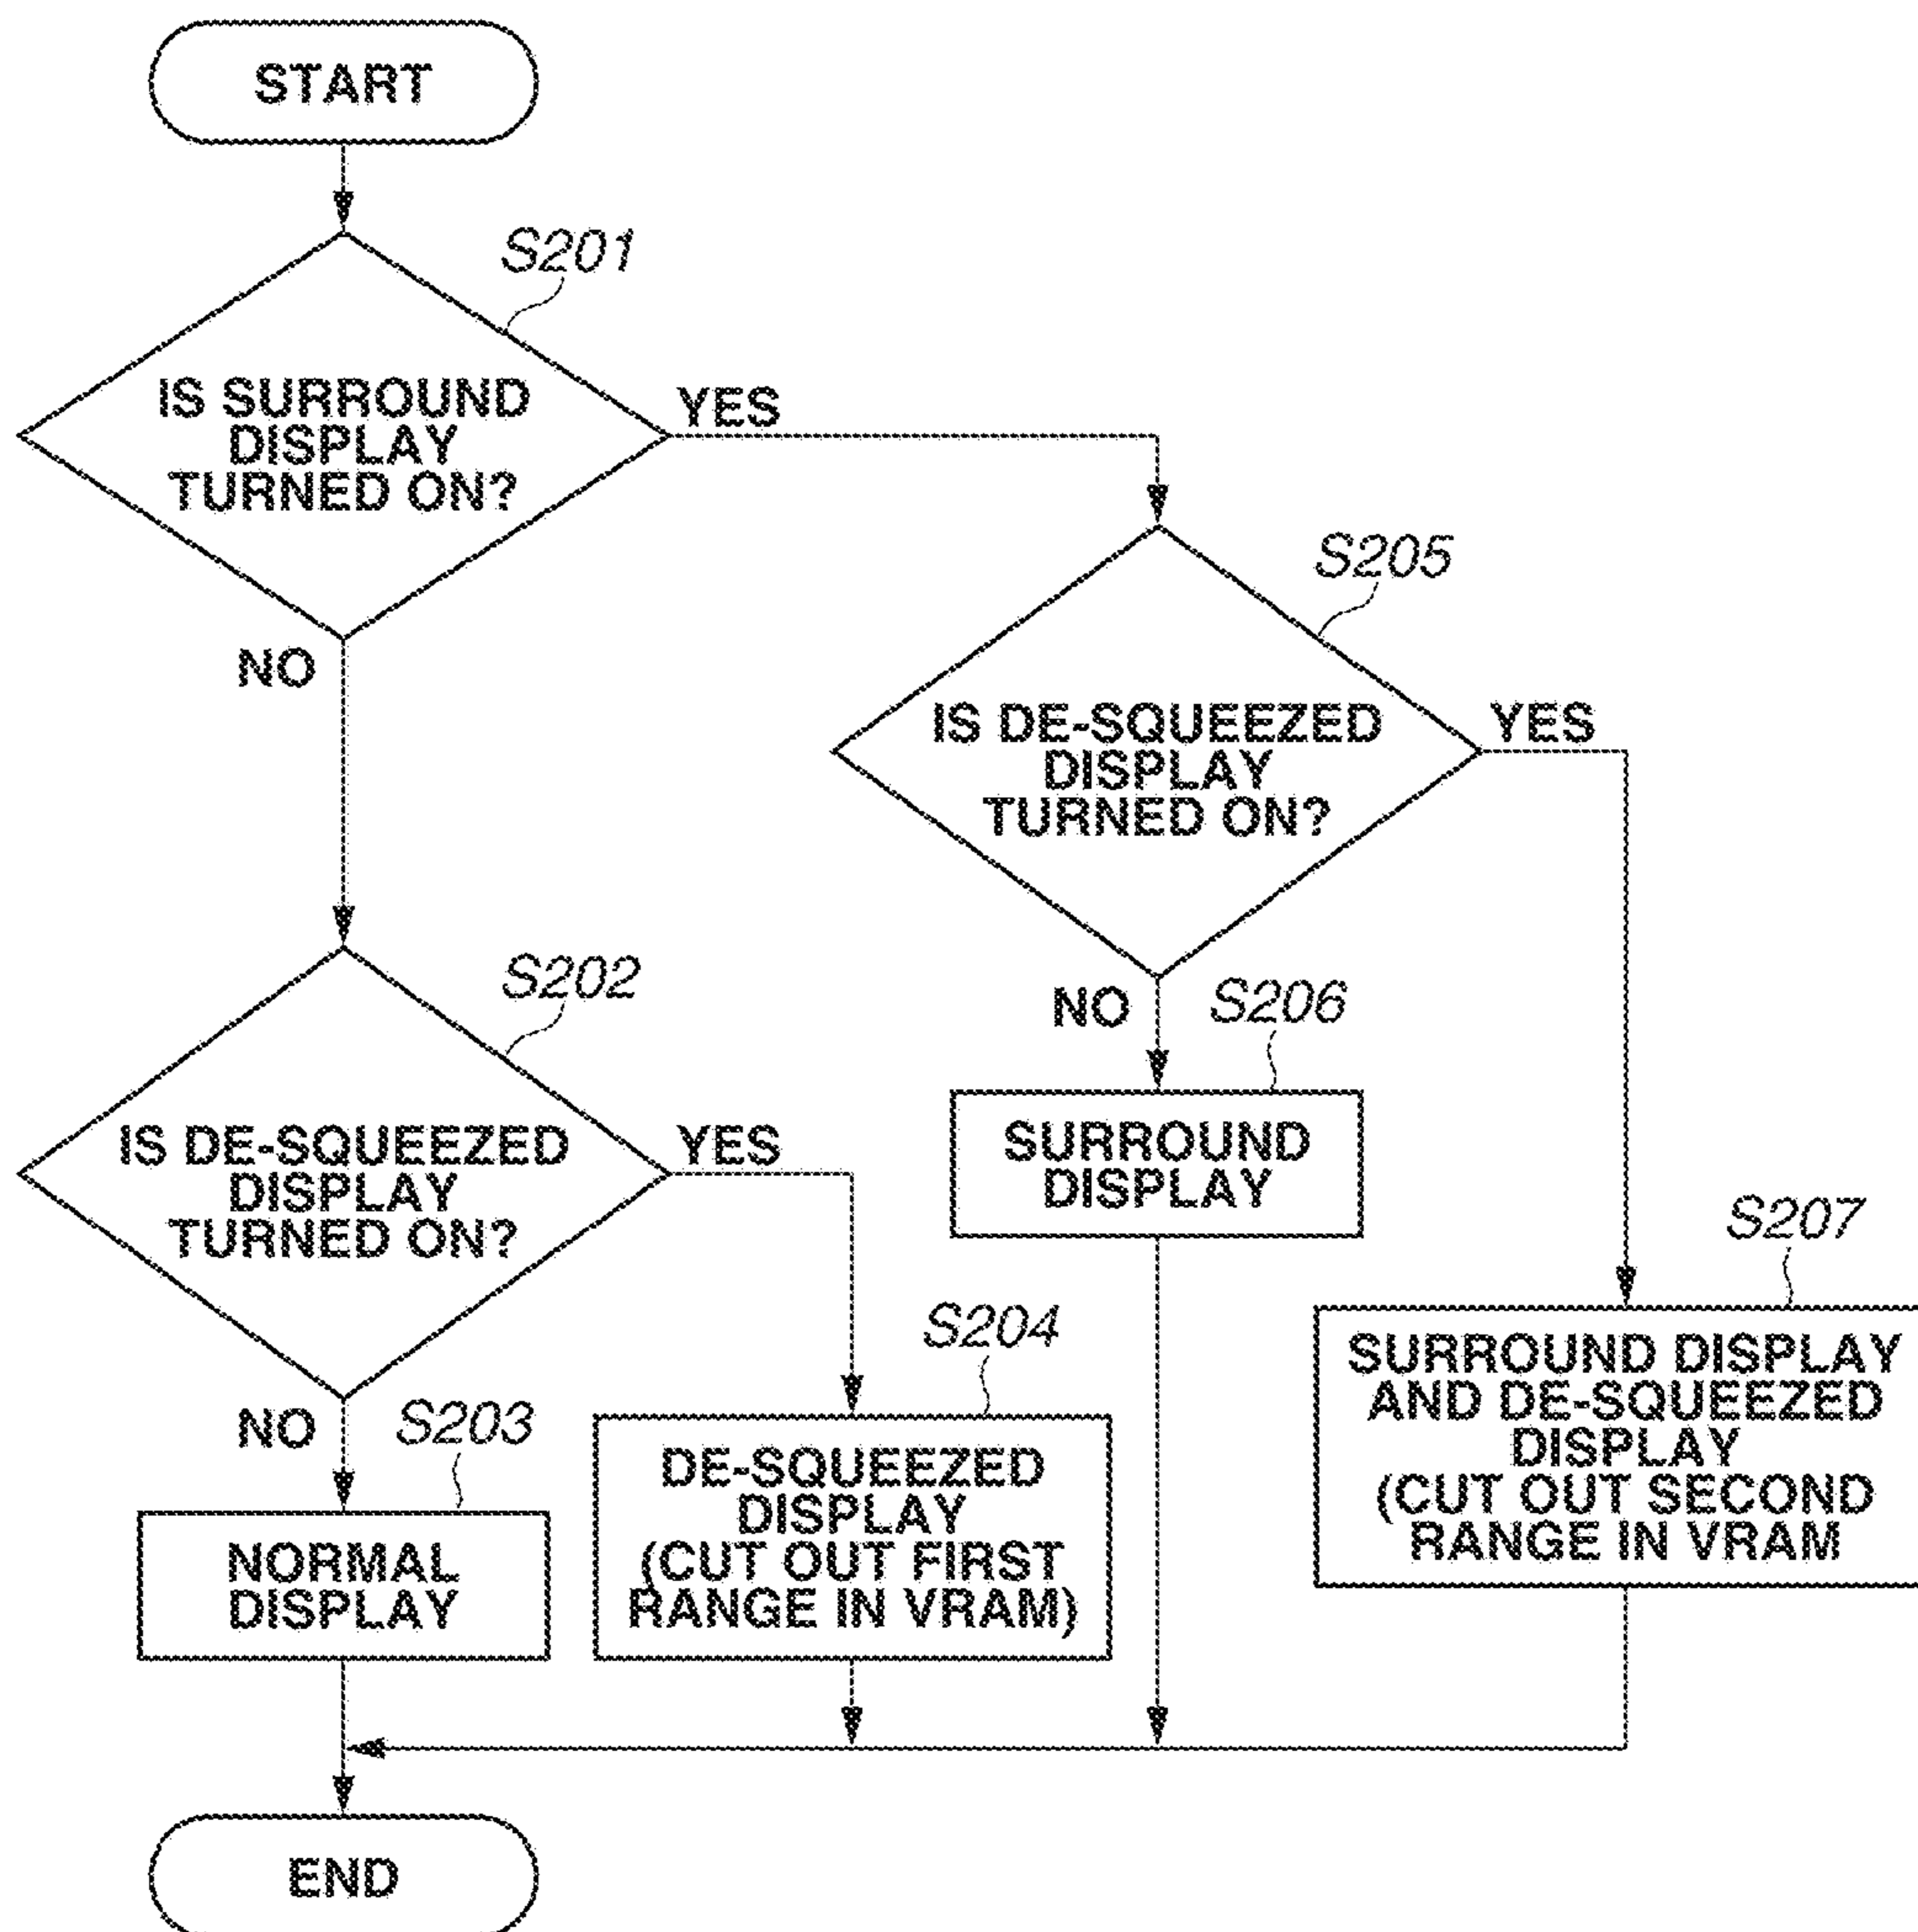 START
S201
IS SURROUND
DISPLAY
TURNED ON?
YES
NO
S205
IS DE-SQUEEZED
DISPLAY
TURNED ON?
YES
NO
S202
IS DE-SQUEEZED
DISPLAY
TURNED ON?
YES
NO
S206
SURROUND
DISPLAY
S207
SURROUND DISPLAY
AND DE-SQUEEZED
DISPLAY
(CUT OUT SECOND
RANGE IN VRAM
S204
DE-SQUEEZED
DISPLAY
(CUT OUT FIRST
RANGE IN VRAM)
S203
NORMAL
DISPLAY
END